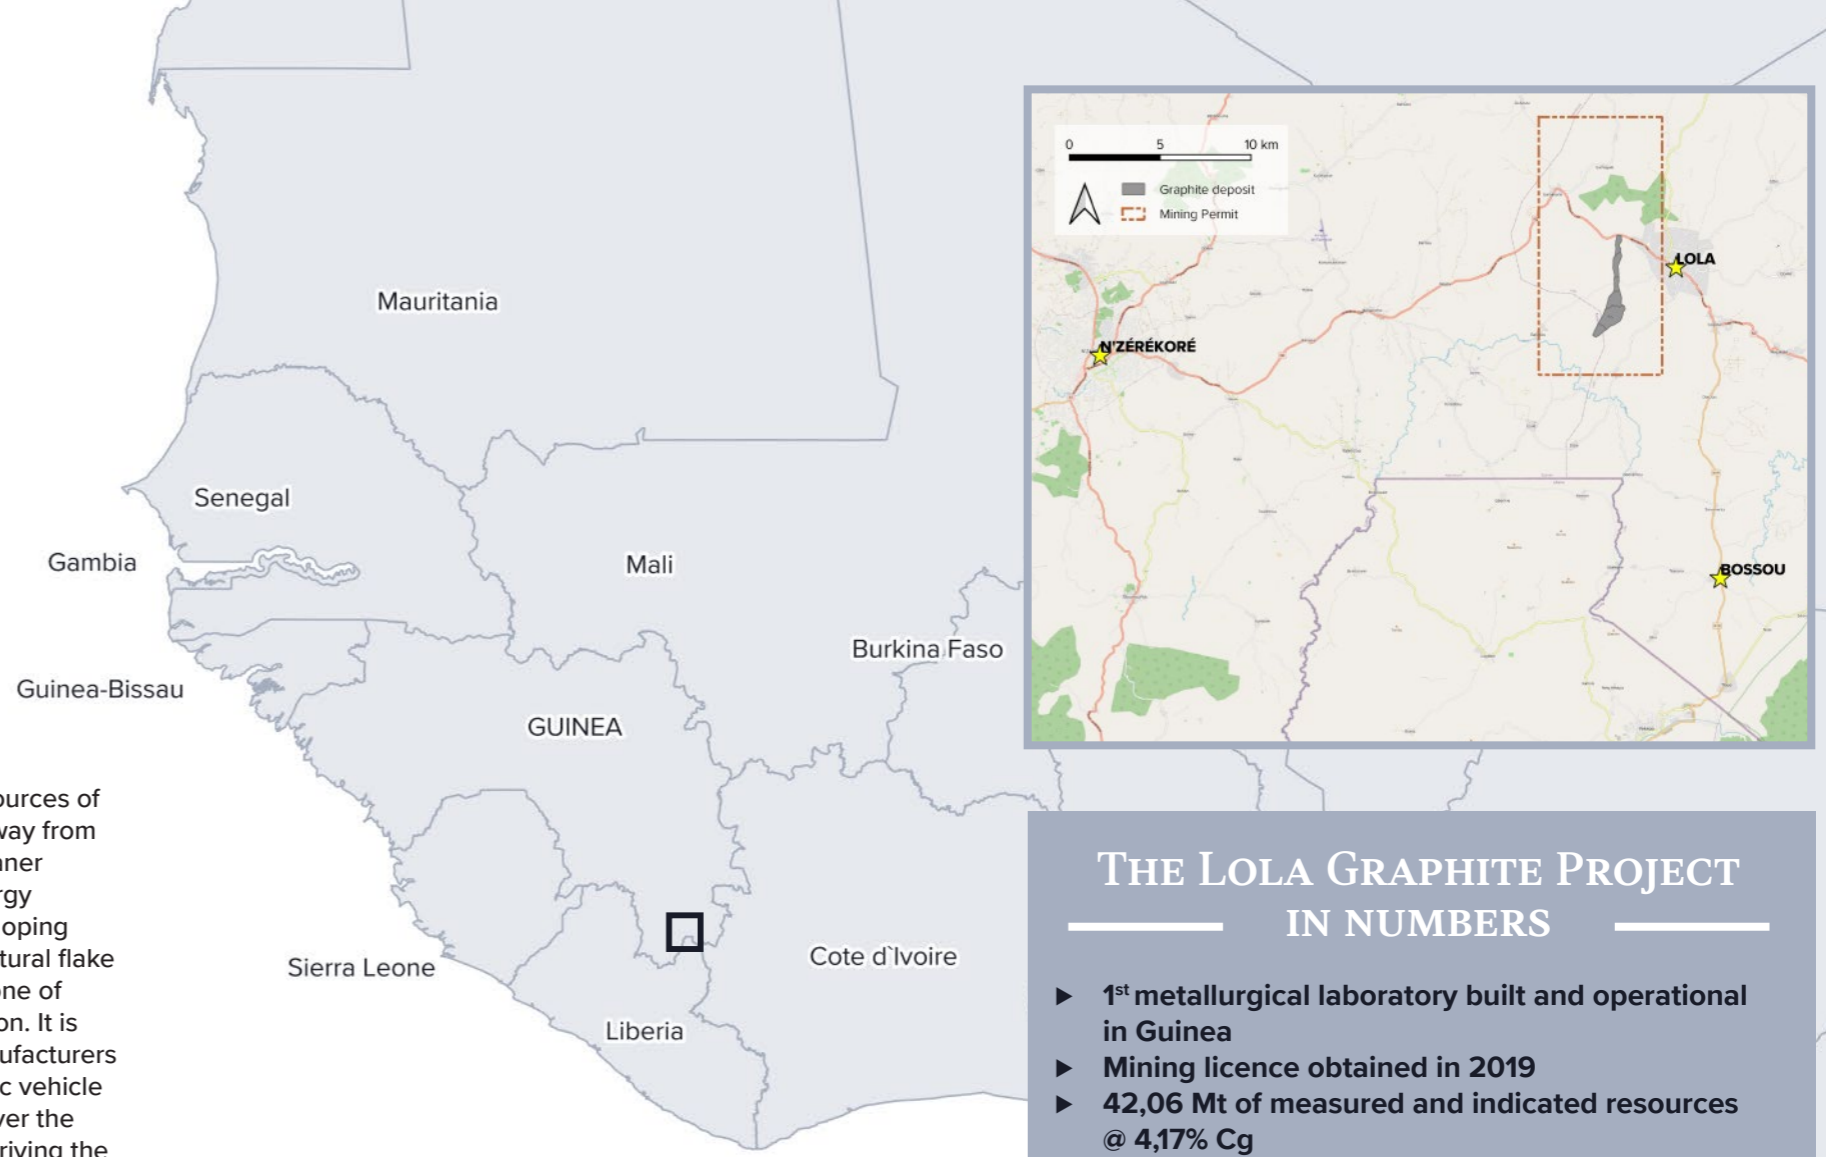 Mauritania
Senegal
Gambia
Mali
Burkina Faso
Guinea-Bissau
GUINEA
Sierra Leone
Cote d`Ivoire
Liberia
0 5 10 km
Graphite deposit
Mining Permit
LOLA
N'ZÉRÉKORÉ
BOSSOU
ources of
way from
nner
rgy
oping
tural flake
one of
on. It is
ufacturers
c vehicle
ver the
riving the
THE LOLA GRAPHITE PROJECT
IN NUMBERS
▶ 1st metallurgical laboratory built and operational
in Guinea
▶ Mining licence obtained in 2019
▶ 42,06 Mt of measured and indicated resources
@ 4,17% Cg